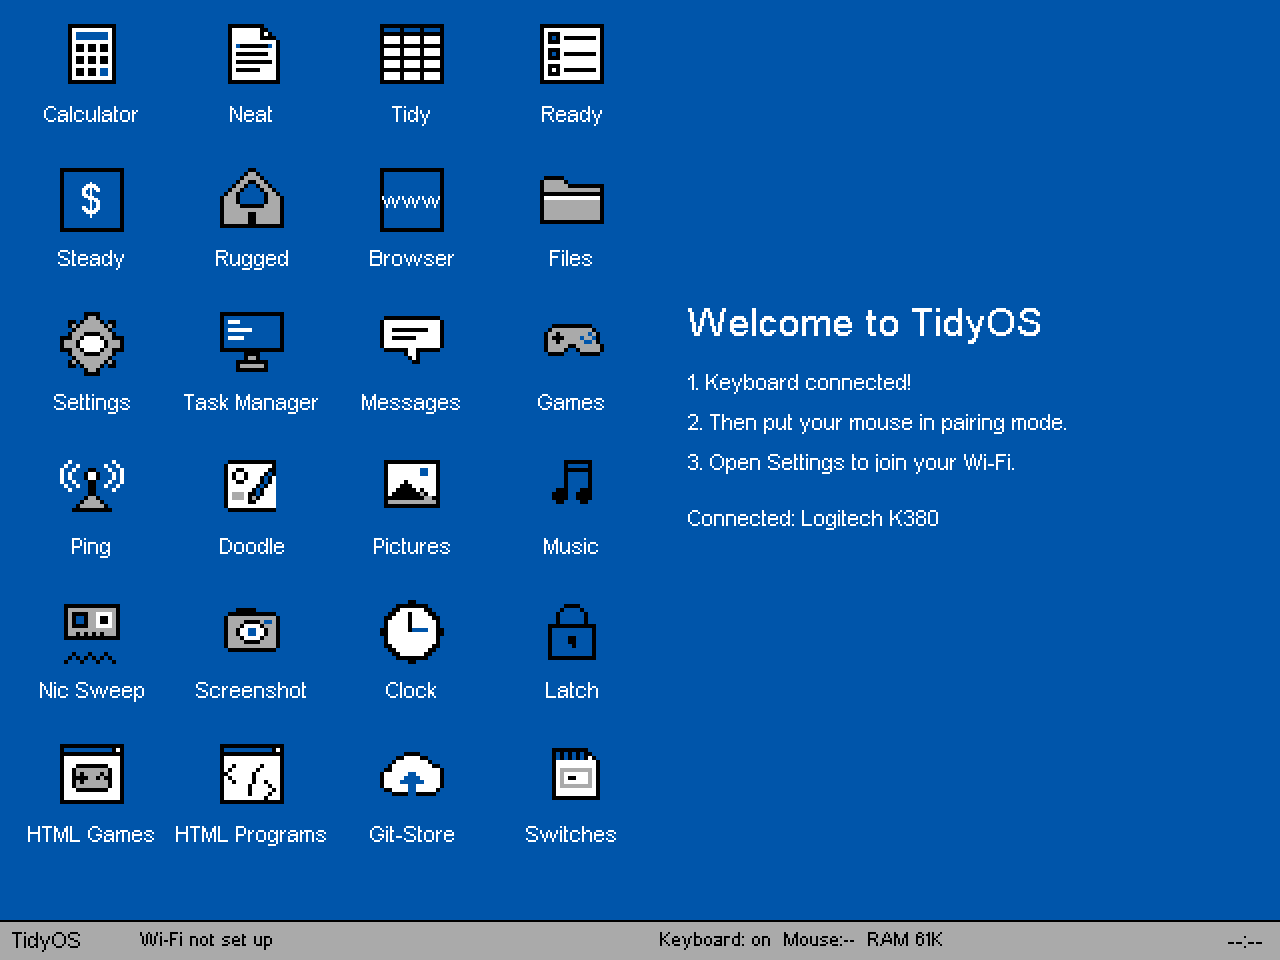 Calculator
Neat
Tidy
Ready
$
Steady
Rugged
www
Browser
Files
Settings
Task Manager
Messages
Games
Ping
Doodle
Pictures
Music
Nic Sweep
Screenshot
Clock
Latch
HTML Games
</>
HTML Programs
Git-Store
Switches
Welcome to TidyOS
1. Keyboard connected!
2. Then put your mouse in pairing mode.
3. Open Settings to join your Wi-Fi.
Connected: Logitech K380
TidyOS Wi-Fi not set up Keyboard: on Mouse:-- RAM 61K --:--